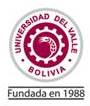 UNIVERSIDAD DEL VALLE
BOLIVIA
Fundada en 1988